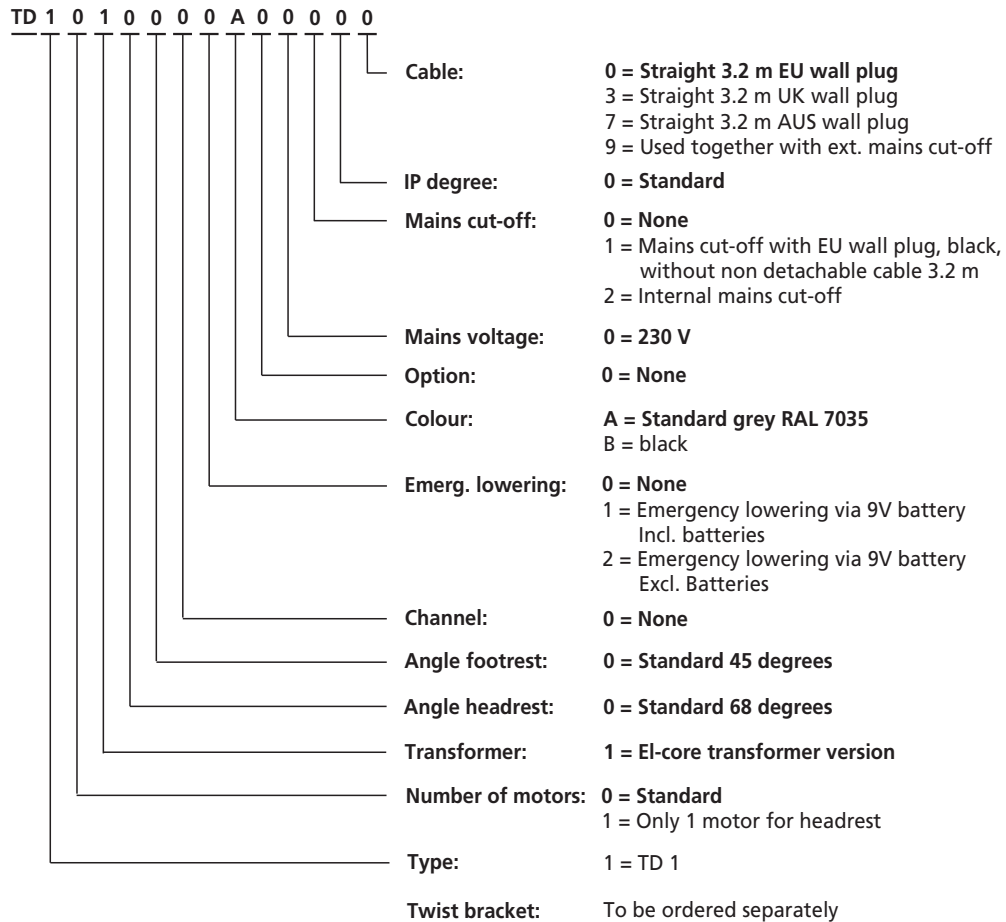 TD 1 0 1 0 0 0 0 A 0 0 0 0 0
Cable: 0 = Straight 3.2 m EU wall plug
3 = Straight 3.2 m UK wall plug
7 = Straight 3.2 m AUS wall plug
9 = Used together with ext. mains cut-off
IP degree: 0 = Standard
Mains cut-off: 0 = None
1 = Mains cut-off with EU wall plug, black,
without non detachable cable 3.2 m
2 = Internal mains cut-off
Mains voltage: 0 = 230 V
Option: 0 = None
Colour: A = Standard grey RAL 7035
B = black
Emerg. lowering: 0 = None
1 = Emergency lowering via 9V battery
Incl. batteries
2 = Emergency lowering via 9V battery
Excl. Batteries
Channel: 0 = None
Angle footrest: 0 = Standard 45 degrees
Angle headrest: 0 = Standard 68 degrees
Transformer: 1 = El-core transformer version
Number of motors: 0 = Standard
1 = Only 1 motor for headrest
Type: 1 = TD 1
Twist bracket: To be ordered separately